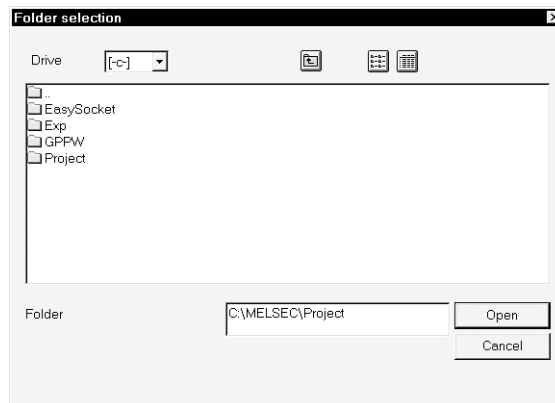 Folder selection
Drive [-c-]
..
EasySocket
Exp
GPPW
Project
Folder C:\MELSEC\Project Open
Cancel